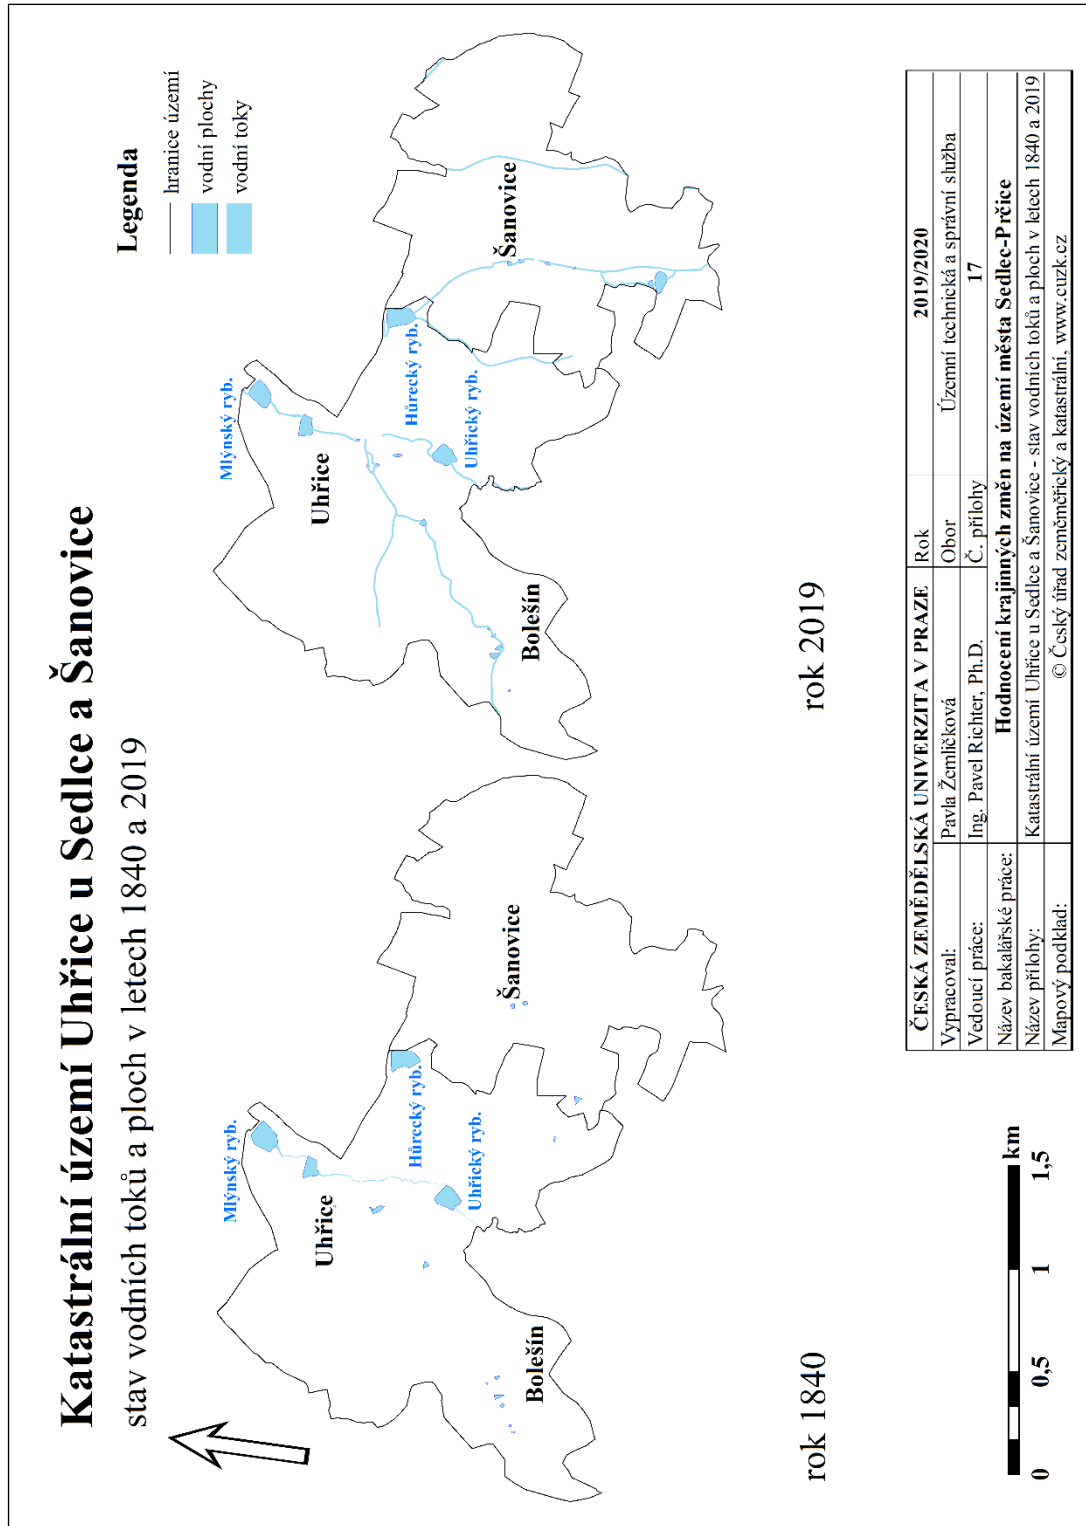 Katastrální území Uhřice u Sedlce a Šanovice
stav vodních toků a ploch v letech 1840 a 2019
Legenda
hranice území
vodní plochy
vodní toky
Mlýnský ryb.
Uhřice
Hůrecký ryb.
Uhřický ryb.
Šanovice
Bolešín
rok 1840
Mlýnský ryb.
Uhřice
Hůrecký ryb.
Uhřický ryb.
Šanovice
Bolešín
rok 2019
0 0,5 1 1,5
km
ČESKÁ ZEMĚDĚLSKÁ UNIVERZITA V PRAZE Rok 2019/2020
Vypracoval: Pavla Žemličková Obor Územní technická a správní služba
Vedoucí práce: Ing. Pavel Richter, Ph.D. Č. přílohy 17
Název bakalářské práce: Hodnocení krajinných změn na území města Sedlec-Prčice
Název přílohy: Katastrální území Uhřice u Sedlce a Šanovice - stav vodních toků a ploch v letech 1840 a 2019
Mapový podklad: © Český úřad zeměměřický a katastrální, www.cuzk.cz